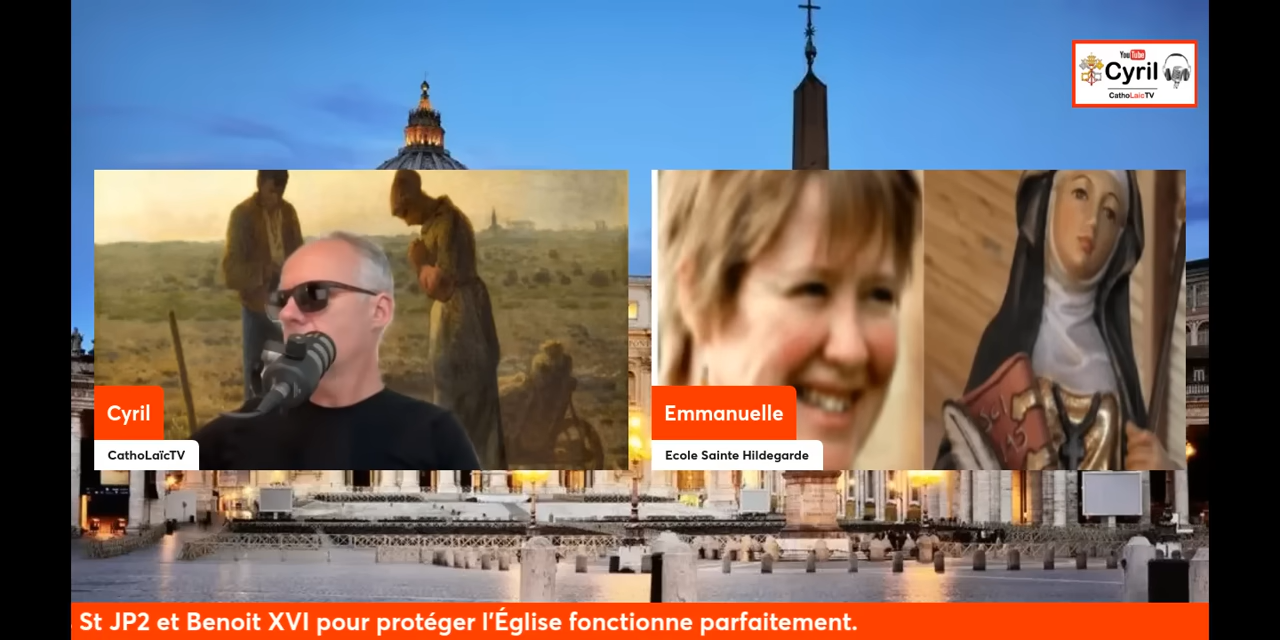 YouTube
Cyril
CathoLaïcTV
Cyril
CathoLaïcTV
Emmanuelle
Ecole Sainte Hildegarde
St JP2 et Benoit XVI pour protéger l'Église fonctionne parfaitement.